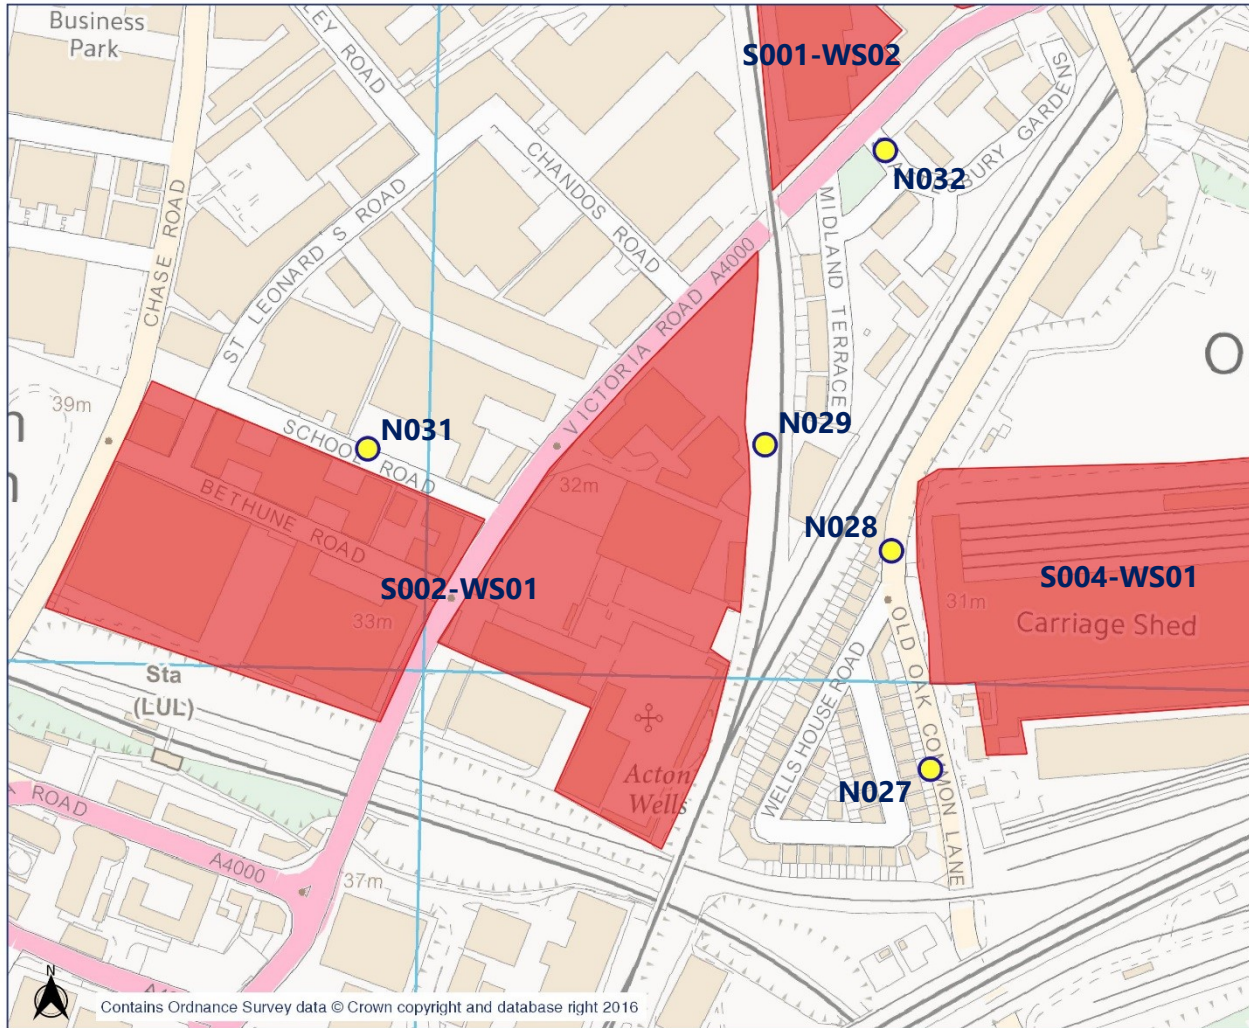 Business
Park
LEY ROAD
S001-WS02
CHANDOS ROAD
N032
BURY GARDENS
MIDLAND TERRACE
CHASE ROAD
ST LEONARD'S ROAD
VICTORIA ROAD A4000
O
39m
N031
SCHOOL ROAD
N029
32m
BETHUNE ROAD
N028
S002-WS01
33m
S004-WS01
31m
Carriage Shed
OLD OAK COMMON LANE
WELLS HOUSE ROAD
Sta
(LUL)
Acton
Wells
N027
ROAD
A4000
37m
N
Contains Ordnance Survey data © Crown copyright and database right 2016